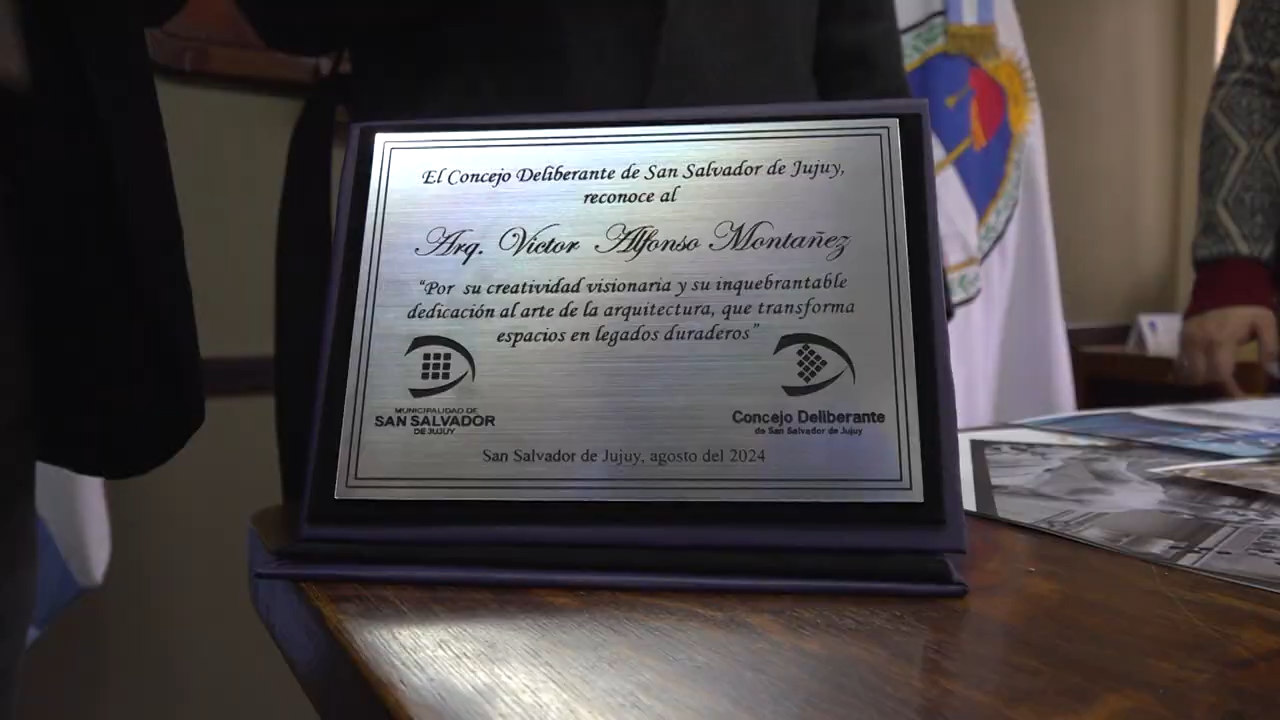 El Concejo Deliberante de San Salvador de Jujuy,
reconoce al
Arq. Victor Alfonso Montañez
“Por su creatividad visionaria y su inquebrantable
dedicación al arte de la arquitectura, que transforma
espacios en legados duraderos”
MUNICIPALIDAD DE
SAN SALVADOR
DE JUJUY
Concejo Deliberante
de San Salvador de Jujuy
San Salvador de Jujuy, agosto del 2024